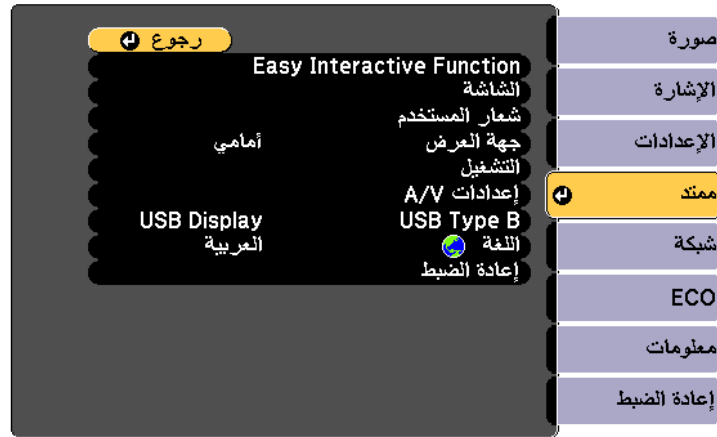 رجوع
Easy Interactive Function
الشاشة
شعار المستخدم
جهة العرض أمامي
التشغيل
إعدادات A/V
USB Type B USB Display
اللغة العربية
إعادة الضبط
صورة
الإشارة
الإعدادات
ممتد
شبكة
ECO
معلومات
إعادة الضبط